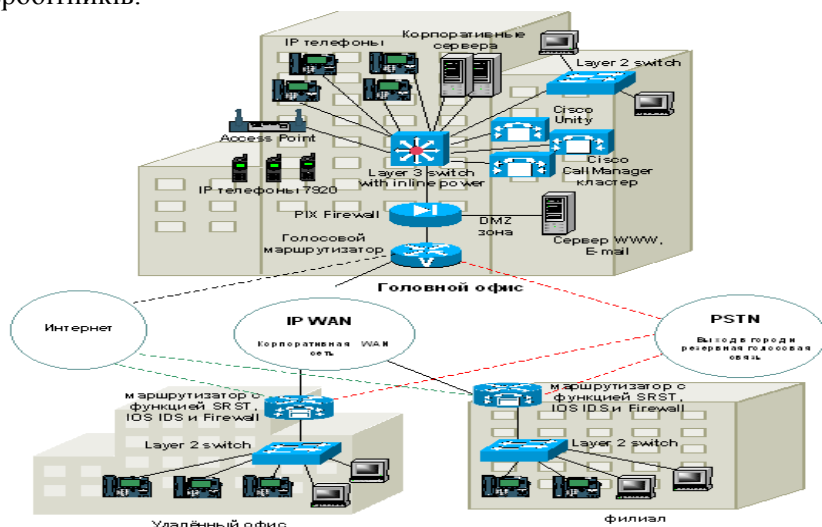 робітників.
IP телефоны
Корпоративные
сервера
Layer 2 switch
Cisco
Unity
Access Point
Layer 3 switch
with inline power
Cisco
Call Manager
кластер
IP телефоны 7920
PIX Firewall
DMZ
зона
Голосовой
маршрутизатор
Сервер WWW,
E-mail
V
Головной офис
Интернет
IP WAN
Корпоративная WAN
сеть
PSTN
Выход в город и
резервная голосовая
связь
маршрутизатор с
функцией SRST,
IOS IDS и Firewall
маршрутизатор с
функцией SRST,
IOS IDS и Firewall
Layer 2 switch
Layer 2 switch
Удалённый офис
филиал